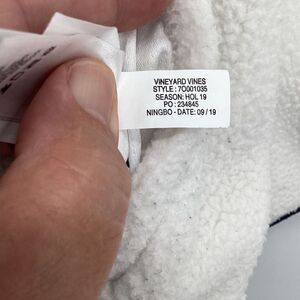 VINEYARD VINES
STYLE : 7O001035
SEASON: HOL 19
PO : 234845
NINGBO - DATE: 09 / 19